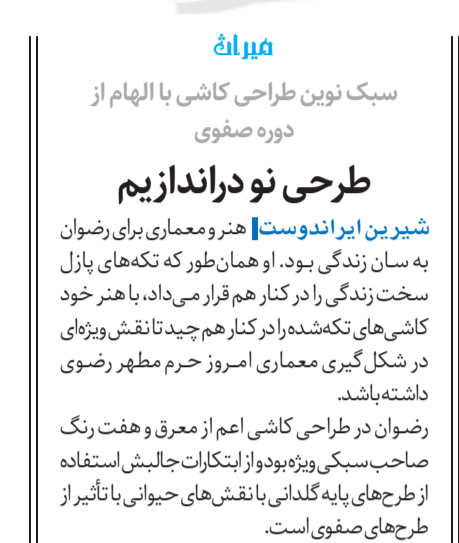 میراث
سبک نوین طراحی کاشی با الهام از
دوره صفوی
طرحی نو دراندازیم
شیرین ایراندوست| هنر و معماری برای رضوان
به سان زندگی بود. او همان‌طور که تکه‌های پازل
سخت زندگی را در کنار هم قرار می‌داد، با هنر خود
کاشی‌های تکه‌شده را در کنار هم چید تا نقش ویژه‌ای
در شکل‌گیری معماری امروز حرم مطهر رضوی
داشته باشد.
رضوان در طراحی کاشی اعم از معرق و هفت رنگ
صاحب سبکی ویژه بود و از ابتکارات جالبش استفاده
از طرح‌های پایه گلدانی با نقش‌های حیوانی با تأثیر از
طرح‌های صفوی است.